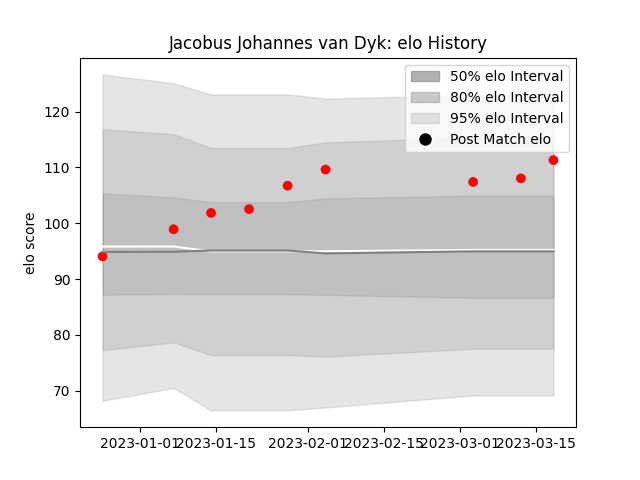 Jacobus Johannes van Dyk: elo History
50% elo Interval
80% elo Interval
95% elo Interval
Post Match elo
elo score
120
110
100
90
80
70
2023-01-01 2023-01-15 2023-02-01 2023-02-15 2023-03-01 2023-03-15